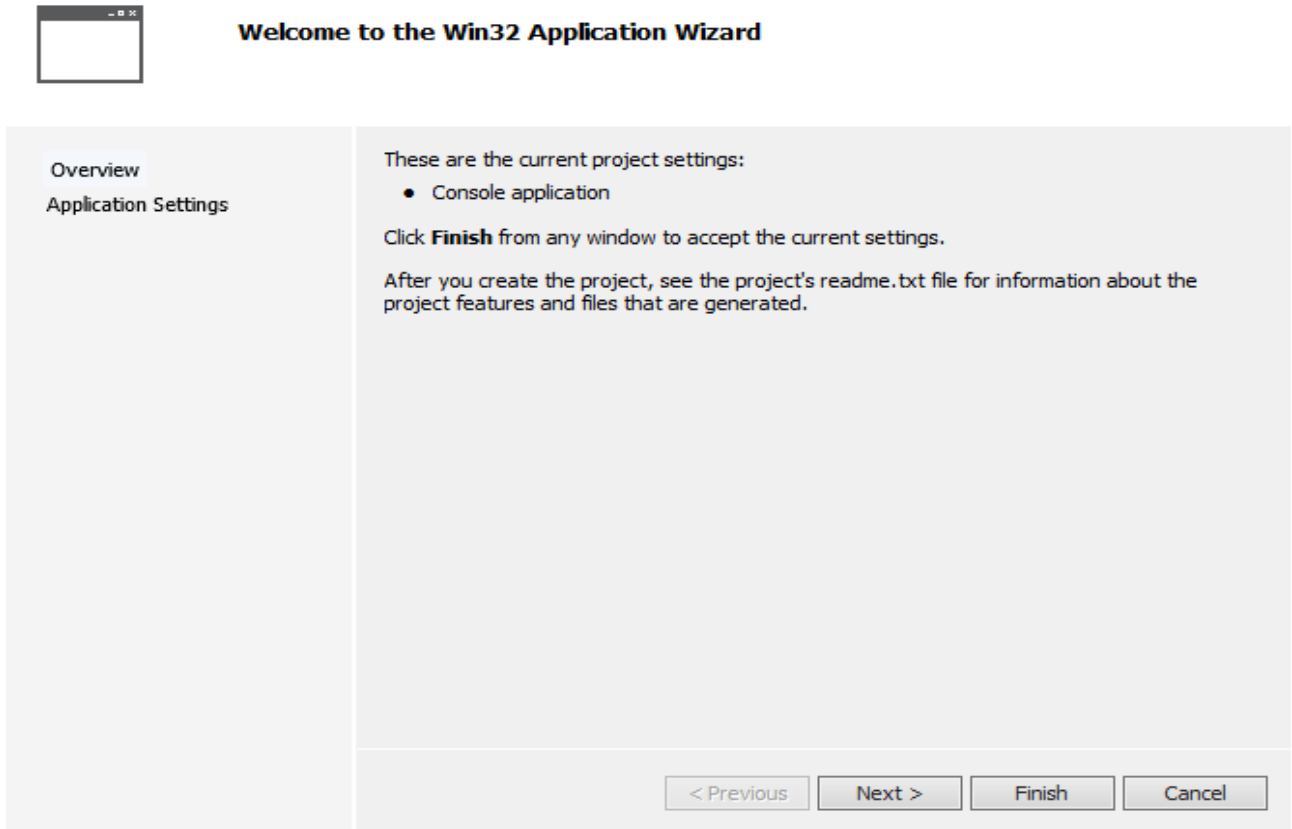 Welcome to the Win32 Application Wizard
Overview
Application Settings
These are the current project settings:
● Console application
Click Finish from any window to accept the current settings.
After you create the project, see the project's readme.txt file for information about the
project features and files that are generated.
< Previous
Next >
Finish
Cancel